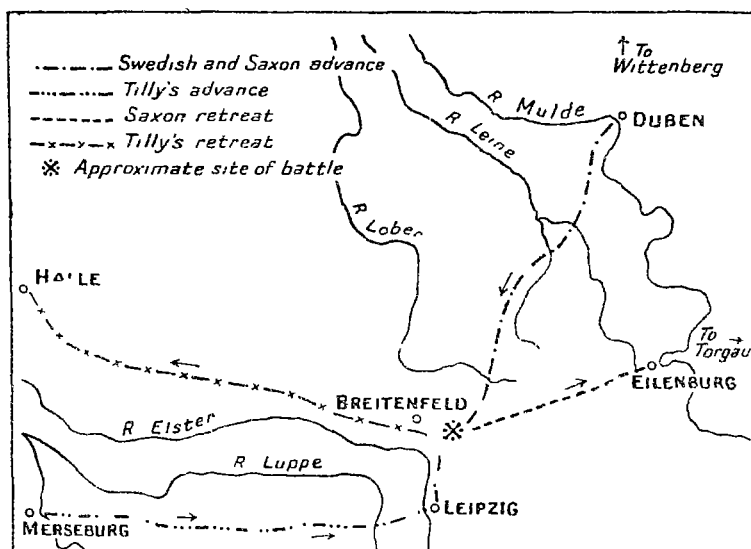 Swedish and Saxon advance
Tilly's advance
Saxon retreat
Tilly's retreat
Approximate site of battle
† To
Wittenberg
R Mulde
DUBEN
R Leine
R Lober
HALLE
To →
Torgau
EILENBURG
BREITENFELD
R Elster
R Luppe
LEIPZIG
MERSEBURG